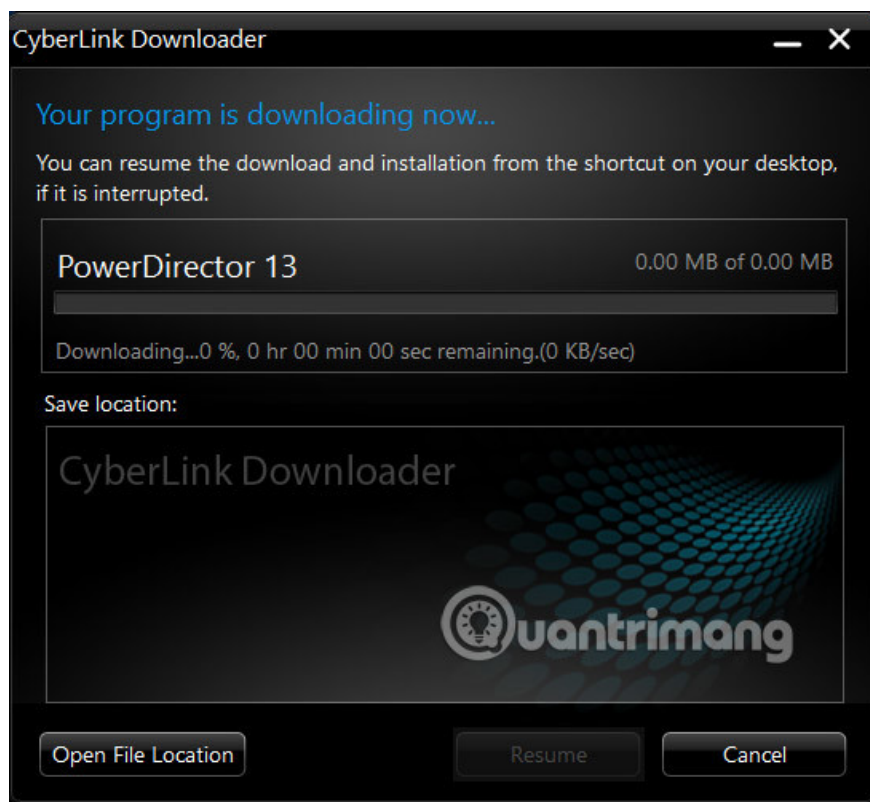 CyberLink Downloader
Your program is downloading now...
You can resume the download and installation from the shortcut on your desktop,
if it is interrupted.
PowerDirector 13
0.00 MB of 0.00 MB
Downloading...0 %, 0 hr 00 min 00 sec remaining.(0 KB/sec)
Save location:
CyberLink Downloader
Quantrimang
Open File Location
Resume
Cancel